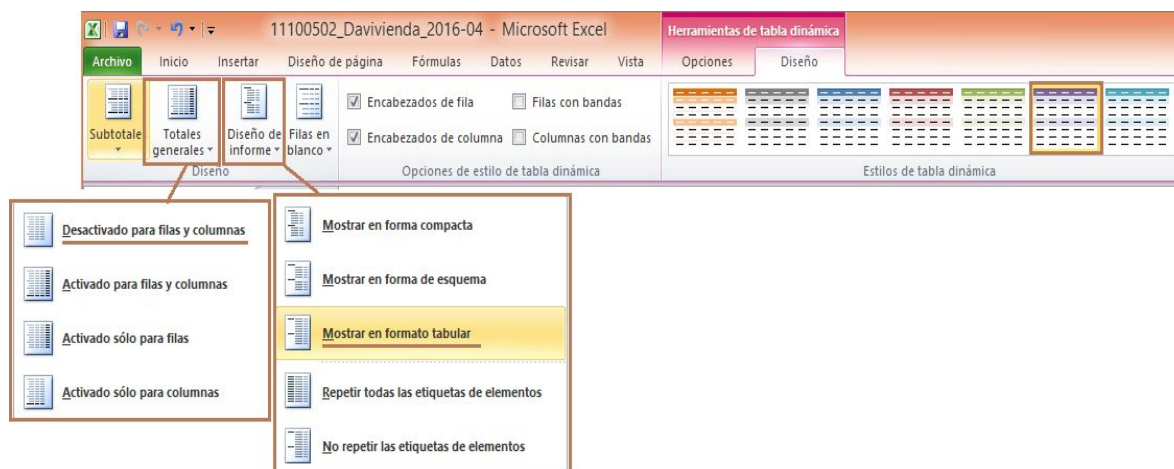 11100502_Davivienda_2016-04 - Microsoft Excel
Herramientas de tabla dinámica
Archivo Inicio Insertar Diseño de página Fórmulas Datos Revisar Vista Opciones Diseño
Subtotale
Totales generales
Diseño de informe
Filas en blanco
Encabezados de fila
Filas con bandas
Encabezados de columna
Columnas con bandas
Diseño
Opciones de estilo de tabla dinámica
Estilos de tabla dinámica
Desactivado para filas y columnas
Activado para filas y columnas
Activado sólo para filas
Activado sólo para columnas
Mostrar en forma compacta
Mostrar en forma de esquema
Mostrar en formato tabular
Repetir todas las etiquetas de elementos
No repetir las etiquetas de elementos